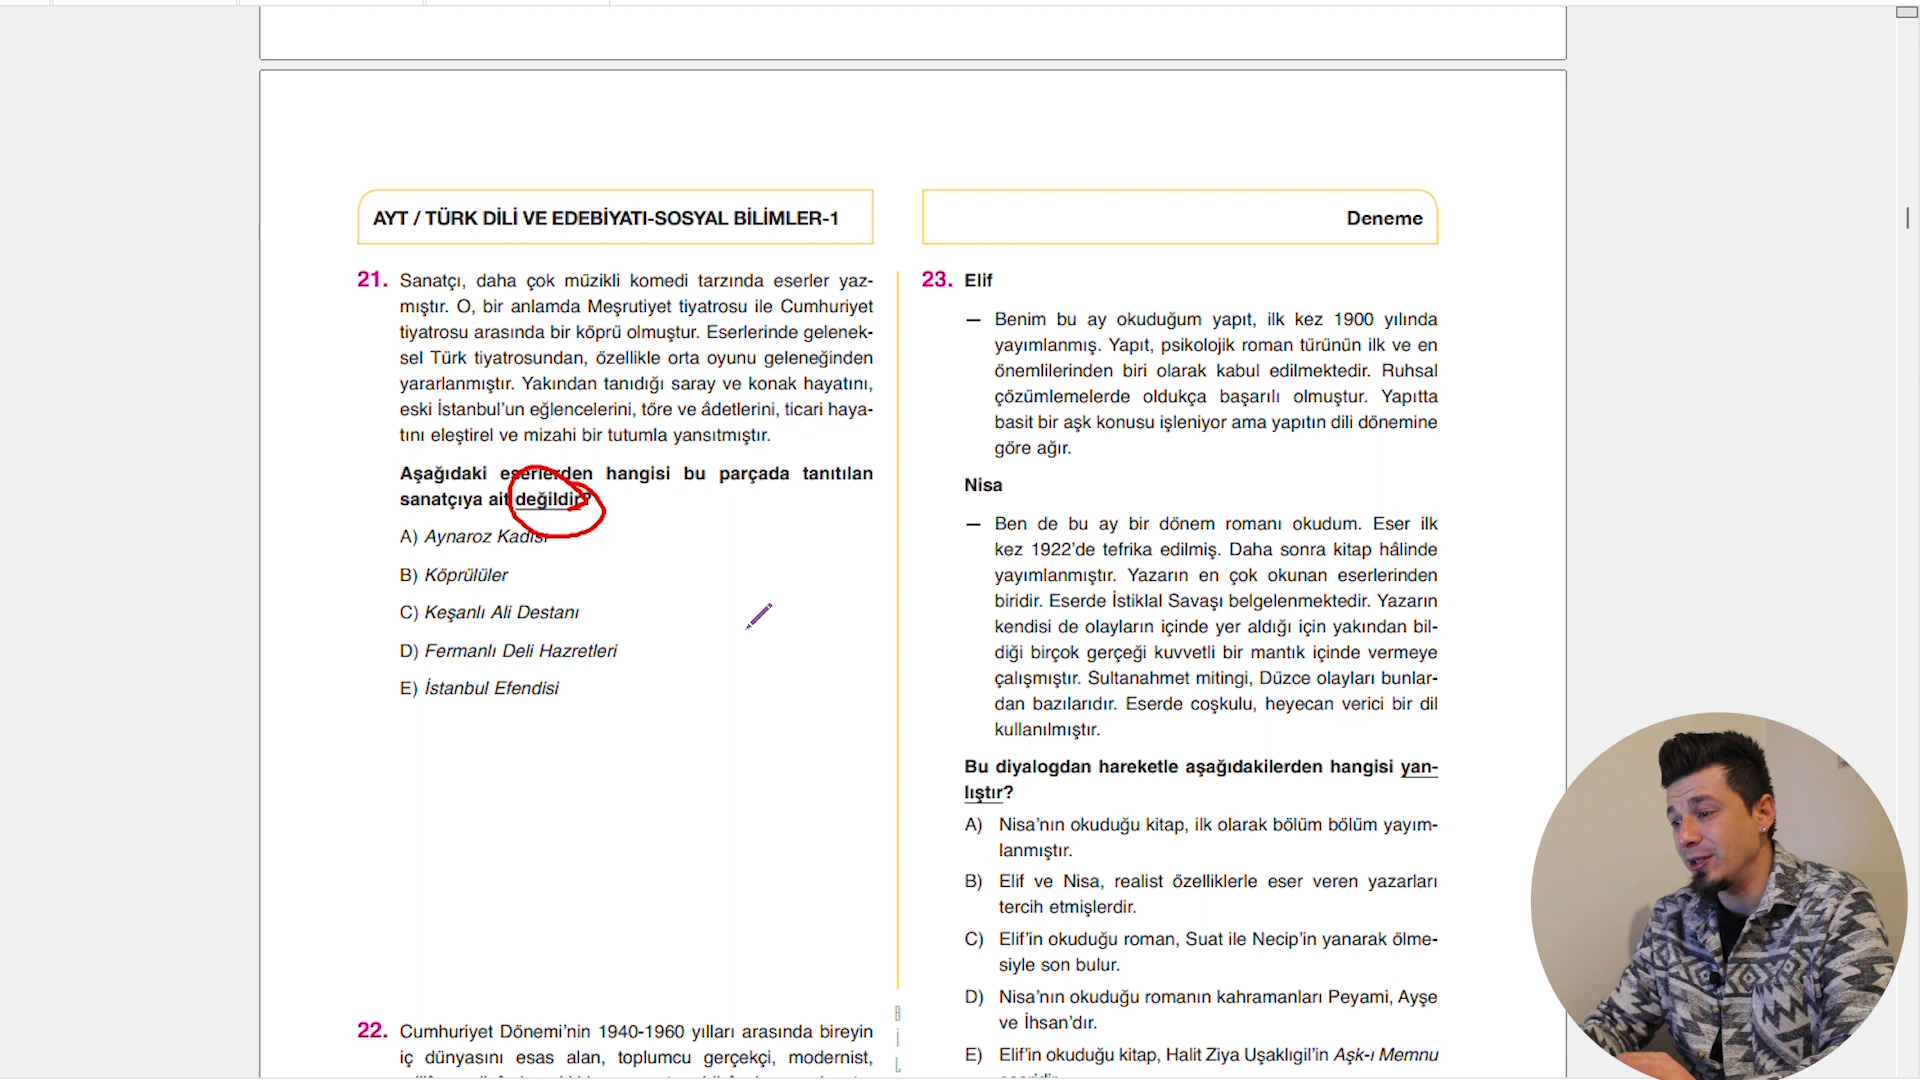 AYT / TÜRK DİLİ VE EDEBİYATI-SOSYAL BİLİMLER-1
Deneme
21. Sanatçı, daha çok müzikli komedi tarzında eserler yaz-
mıştır. O, bir anlamda Meşrutiyet tiyatrosu ile Cumhuriyet
tiyatrosu arasında bir köprü olmuştur. Eserlerinde gelenek-
sel Türk tiyatrosundan, özellikle orta oyunu geleneğinden
yararlanmıştır. Yakından tanıdığı saray ve konak hayatını,
eski İstanbul'un eğlencelerini, töre ve âdetlerini, ticari haya-
tını eleştirel ve mizahi bir tutumla yansıtmıştır.
Aşağıdaki eserlerden hangisi bu parçada tanıtılan
sanatçıya ait değildir?
A) Aynaroz Kadısı
B) Köprülüler
C) Keşanlı Ali Destanı
D) Fermanlı Deli Hazretleri
E) İstanbul Efendisi
22. Cumhuriyet Dönemi'nin 1940-1960 yılları arasında bireyin
iç dünyasını esas alan, toplumcu gerçekçi, modernist,
23. Elif
— Benim bu ay okuduğum yapıt, ilk kez 1900 yılında
yayımlanmış. Yapıt, psikolojik roman türünün ilk ve en
önemlilerinden biri olarak kabul edilmektedir. Ruhsal
çözümlemelerde oldukça başarılı olmuştur. Yapıtta
basit bir aşk konusu işleniyor ama yapıtın dili dönemine
göre ağır.
Nisa
— Ben de bu ay bir dönem romanı okudum. Eser ilk
kez 1922'de tefrika edilmiş. Daha sonra kitap hâlinde
yayımlanmıştır. Yazarın en çok okunan eserlerinden
biridir. Eserde İstiklal Savaşı belgelenmektedir. Yazarın
kendisi de olayların içinde yer aldığı için yakından bil-
diği birçok gerçeği kuvvetli bir mantık içinde vermeye
çalışmıştır. Sultanahmet mitingi, Düzce olayları bunlar-
dan bazılarıdır. Eserde coşkulu, heyecan verici bir dil
kullanılmıştır.
Bu diyalogdan hareketle aşağıdakilerden hangisi yan-
lıştır?
A) Nisa'nın okuduğu kitap, ilk olarak bölüm bölüm yayım-
lanmıştır.
B) Elif ve Nisa, realist özelliklerle eser veren yazarları
tercih etmişlerdir.
C) Elif'in okuduğu roman, Suat ile Necip'in yanarak ölme-
siyle son bulur.
D) Nisa'nın okuduğu romanın kahramanları Peyami, Ayşe
ve İhsan'dır.
E) Elif'in okuduğu kitap, Halit Ziya Uşaklıgil'in Aşk-ı Memnu
B
İ
L